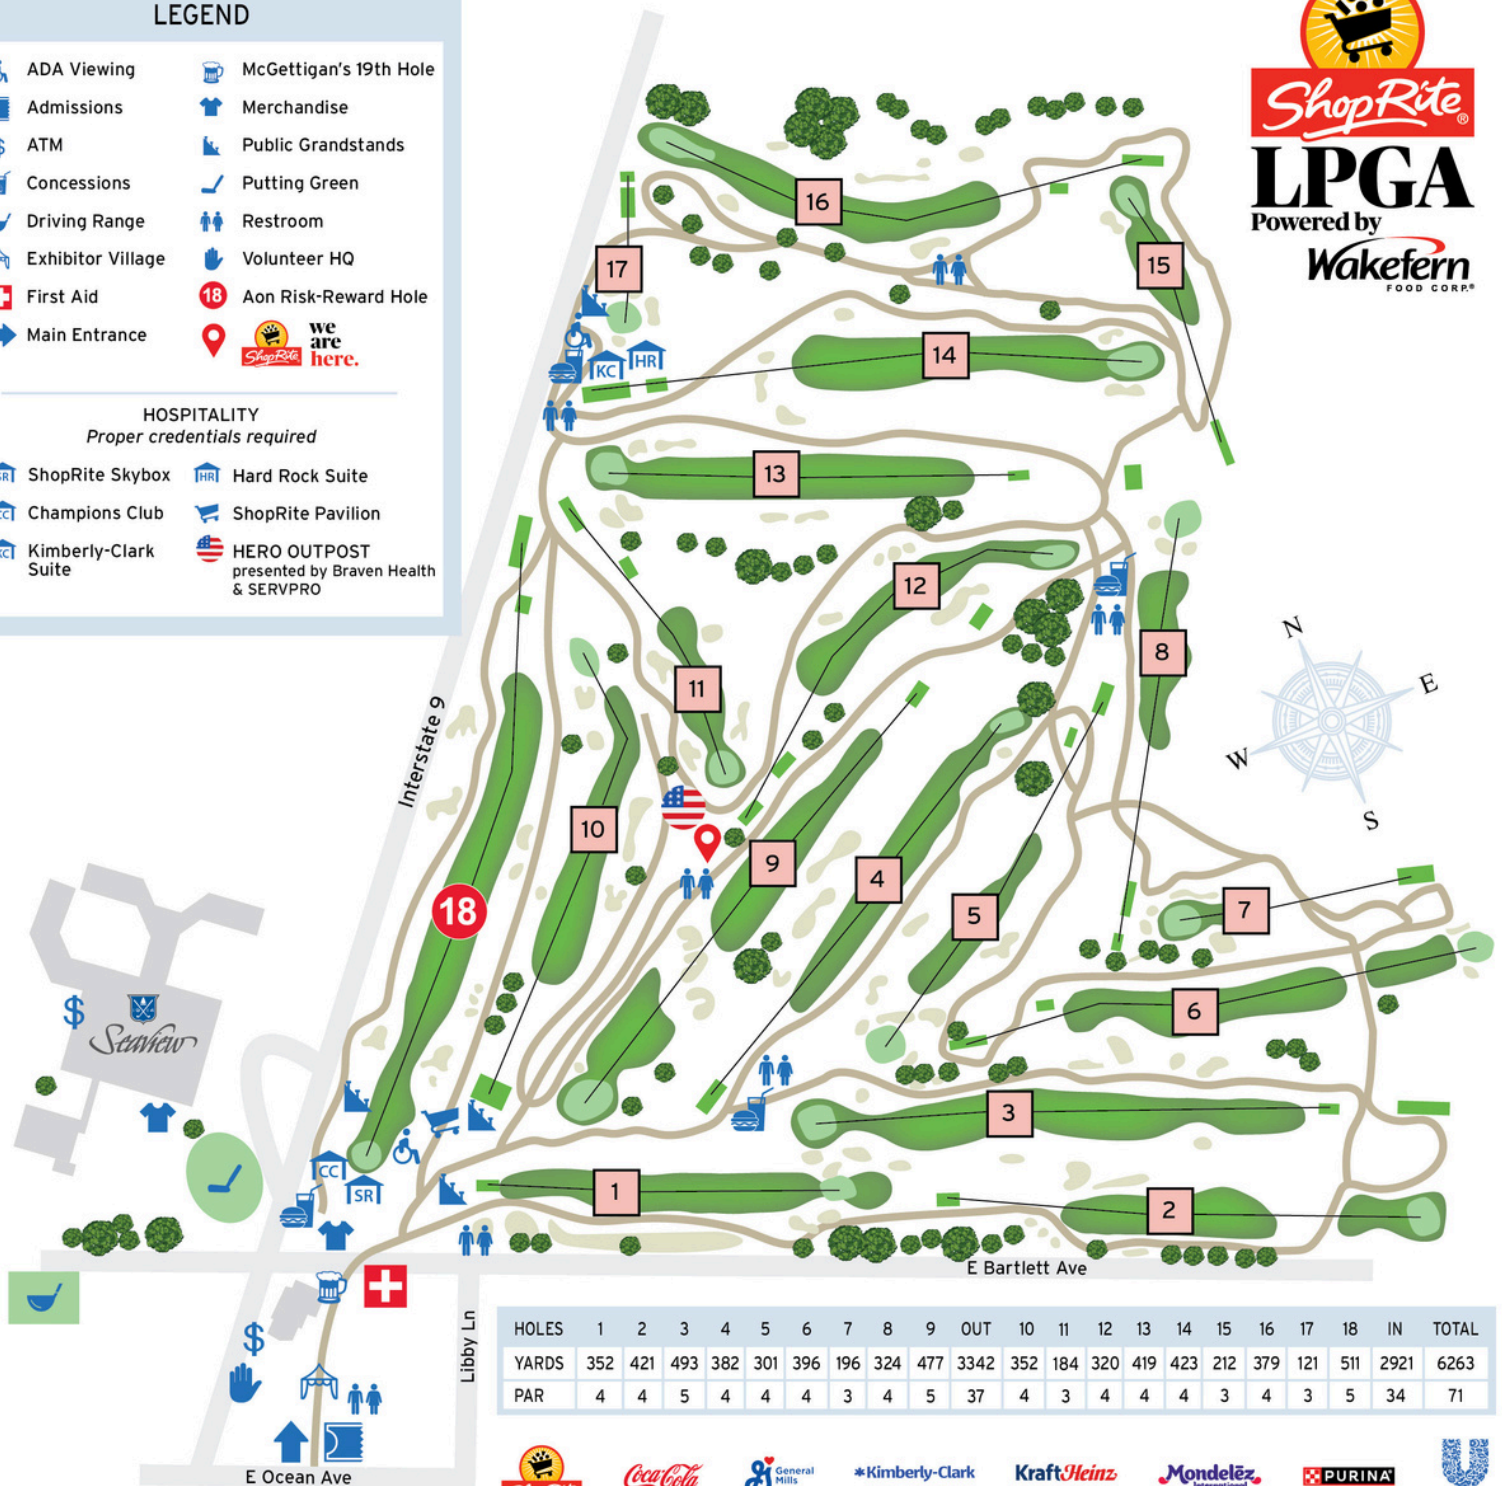 LEGEND
ADA Viewing
Admissions
ATM
Concessions
Driving Range
Exhibitor Village
First Aid
Main Entrance
McGettigan's 19th Hole
Merchandise
Public Grandstands
Putting Green
Restroom
Volunteer HQ
18 Aon Risk-Reward Hole
ShopRite we
are
here.
HOSPITALITY
Proper credentials required
SR ShopRite Skybox
CC Champions Club
KC Kimberly-Clark
Suite
HR Hard Rock Suite
ShopRite Pavilion
HERO OUTPOST
presented by Braven Health
& SERVPRO
ShopRite®
LPGA
Powered by
Wakefern
FOOD CORP.®
16
17
15
KC HR
14
13
12
11
8
N
E
W
S
Interstate 9
10
9
4
5
7
18
6
Seaview
3
CC
SR
1
2
E Bartlett Ave
Libby Ln
E Ocean Ave
HOLES 1 2 3 4 5 6 7 8 9 OUT 10 11 12 13 14 15 16 17 18 IN TOTAL
YARDS 352 421 493 382 301 396 196 324 477 3342 352 184 320 419 423 212 379 121 511 2921 6263
PAR 4 4 5 4 4 4 3 4 5 37 4 3 4 4 4 3 4 3 5 34 71
Coca-Cola
General
Mills
Kimberly-Clark
KraftHeinz
Mondelēz
International
PURINA